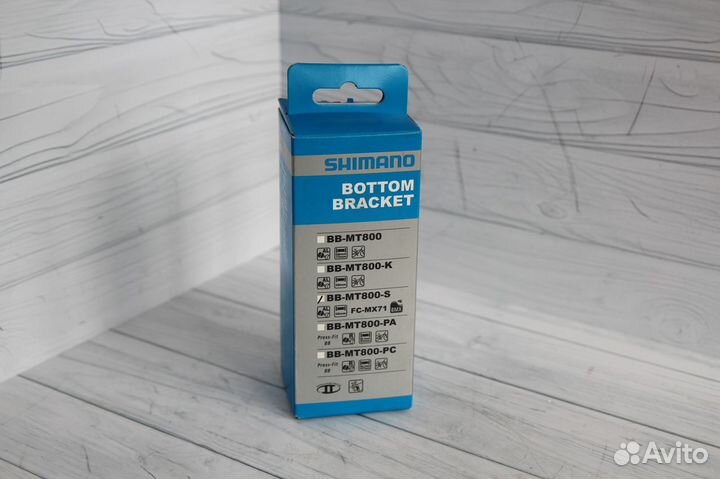 SHIMANO
BOTTOM
BRACKET
BB-MT800
BB-MT800-K
BB-MT800-S
FC-MX71 BMX
BB-MT800-PA
Press-Fit
BB
BB-MT800-PC
Press-Fit
BB
Avito